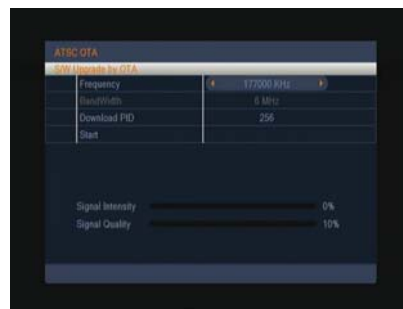 ATSC OTA
S/W Upgrade by OTA
Frequency 177000 KHz
BandWidth 6 MHz
Download PID 256
Start
Signal Intensity 0%
Signal Quality 10%